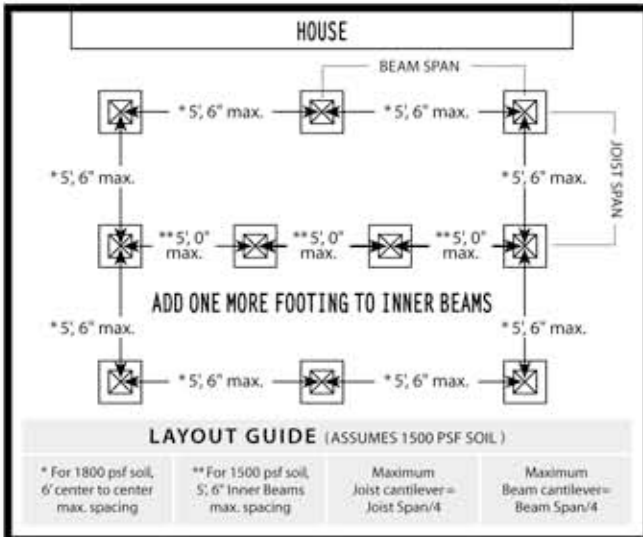 HOUSE
BEAM SPAN
* 5', 6" max.
* 5', 6" max.
JOIST SPAN
* 5', 6" max.
* 5', 6" max.
** 5', 0"
max.
** 5', 0"
max.
** 5', 0"
max.
ADD ONE MORE FOOTING TO INNER BEAMS
* 5', 6" max.
* 5', 6" max.
* 5', 6" max.
* 5', 6" max.
LAYOUT GUIDE (ASSUMES 1500 PSF SOIL )
* For 1800 psf soil,
6' center to center
max. spacing
** For 1500 psf soil,
5', 6" Inner Beams
max. spacing
Maximum
Joist cantilever =
Joist Span/4
Maximum
Beam cantilever=
Beam Span/4